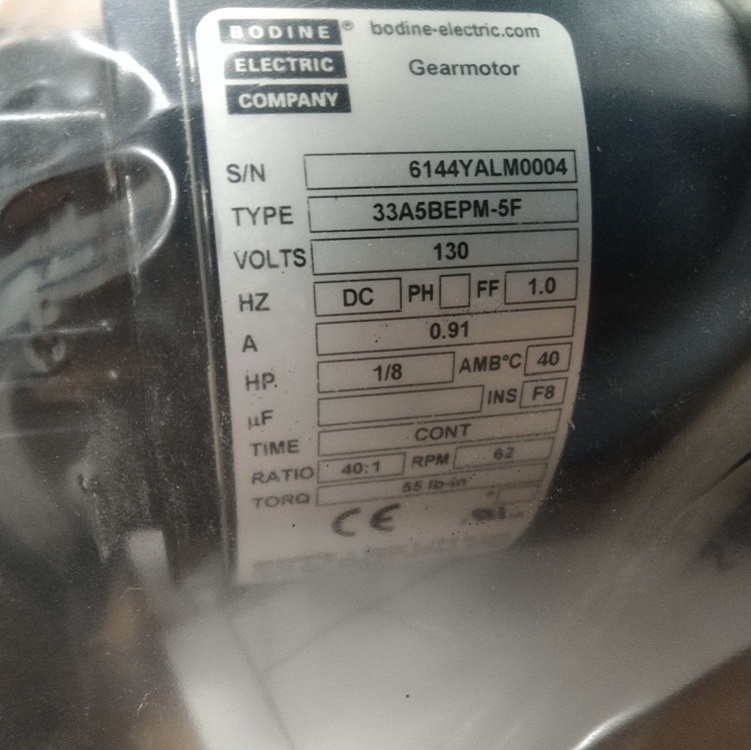 BODINE ® bodine-electric.com
ELECTRIC Gearmotor
COMPANY
S/N 6144YALM0004
TYPE 33A5BEPM-5F
VOLTS 130
HZ DC PH FF 1.0
A 0.91
HP 1/8 AMB°C 40
µF INS F8
TIME CONT
RATIO 40:1 RPM 62
TORQ 55 lb-in
CE